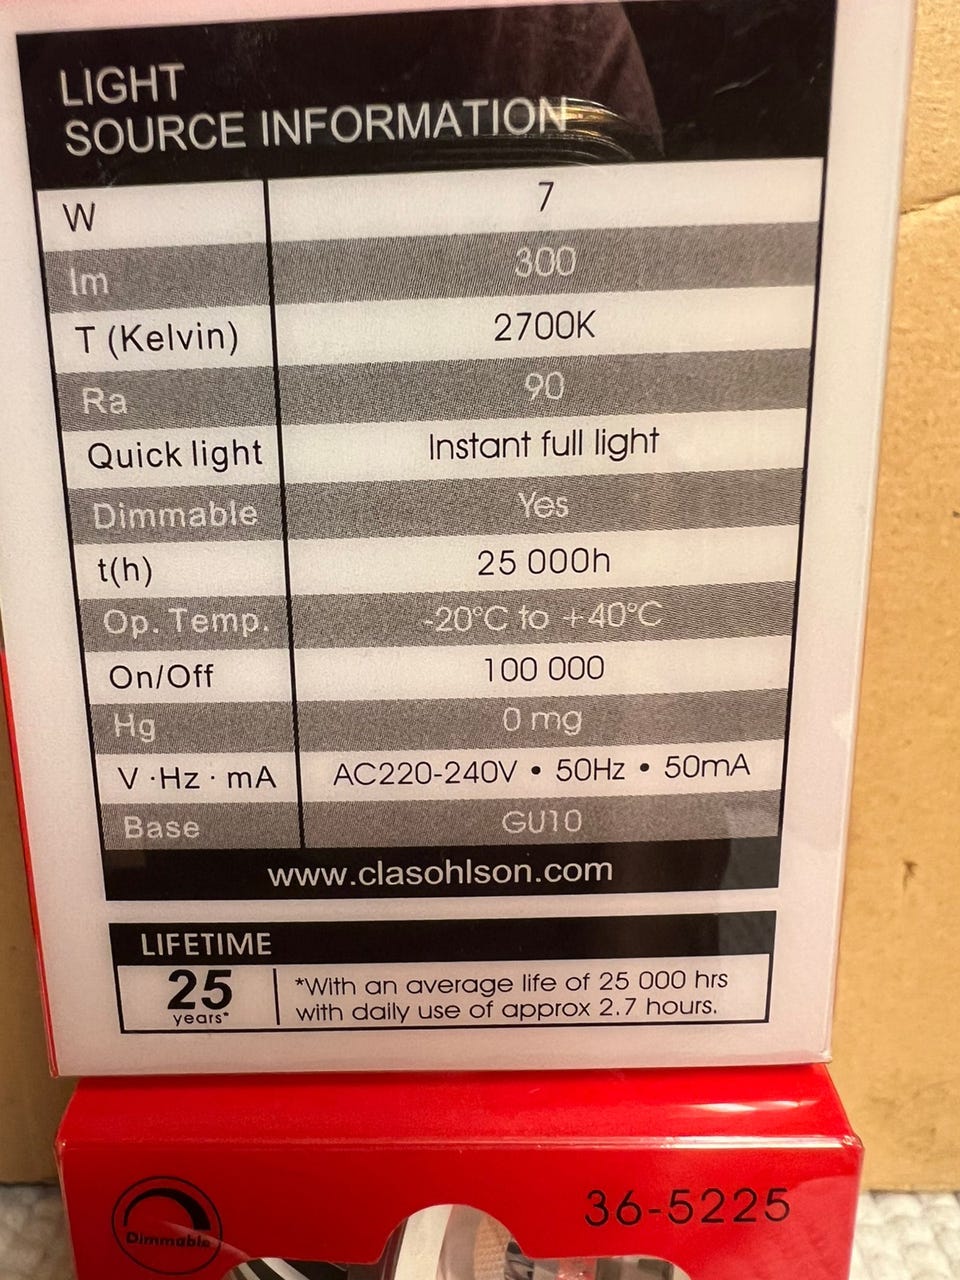 LIGHT
SOURCE INFORMATION
W 7
lm 300
T (Kelvin) 2700K
Ra 90
Quick light Instant full light
Dimmable Yes
t(h) 25 000h
Op. Temp. -20°C to +40°C
On/Off 100 000
Hg 0 mg
V·Hz·mA AC220-240V • 50Hz • 50mA
Base GU10
www.clasohlson.com
LIFETIME
25
years*
*With an average life of 25 000 hrs
with daily use of approx 2.7 hours.
36-5225
Dimmable